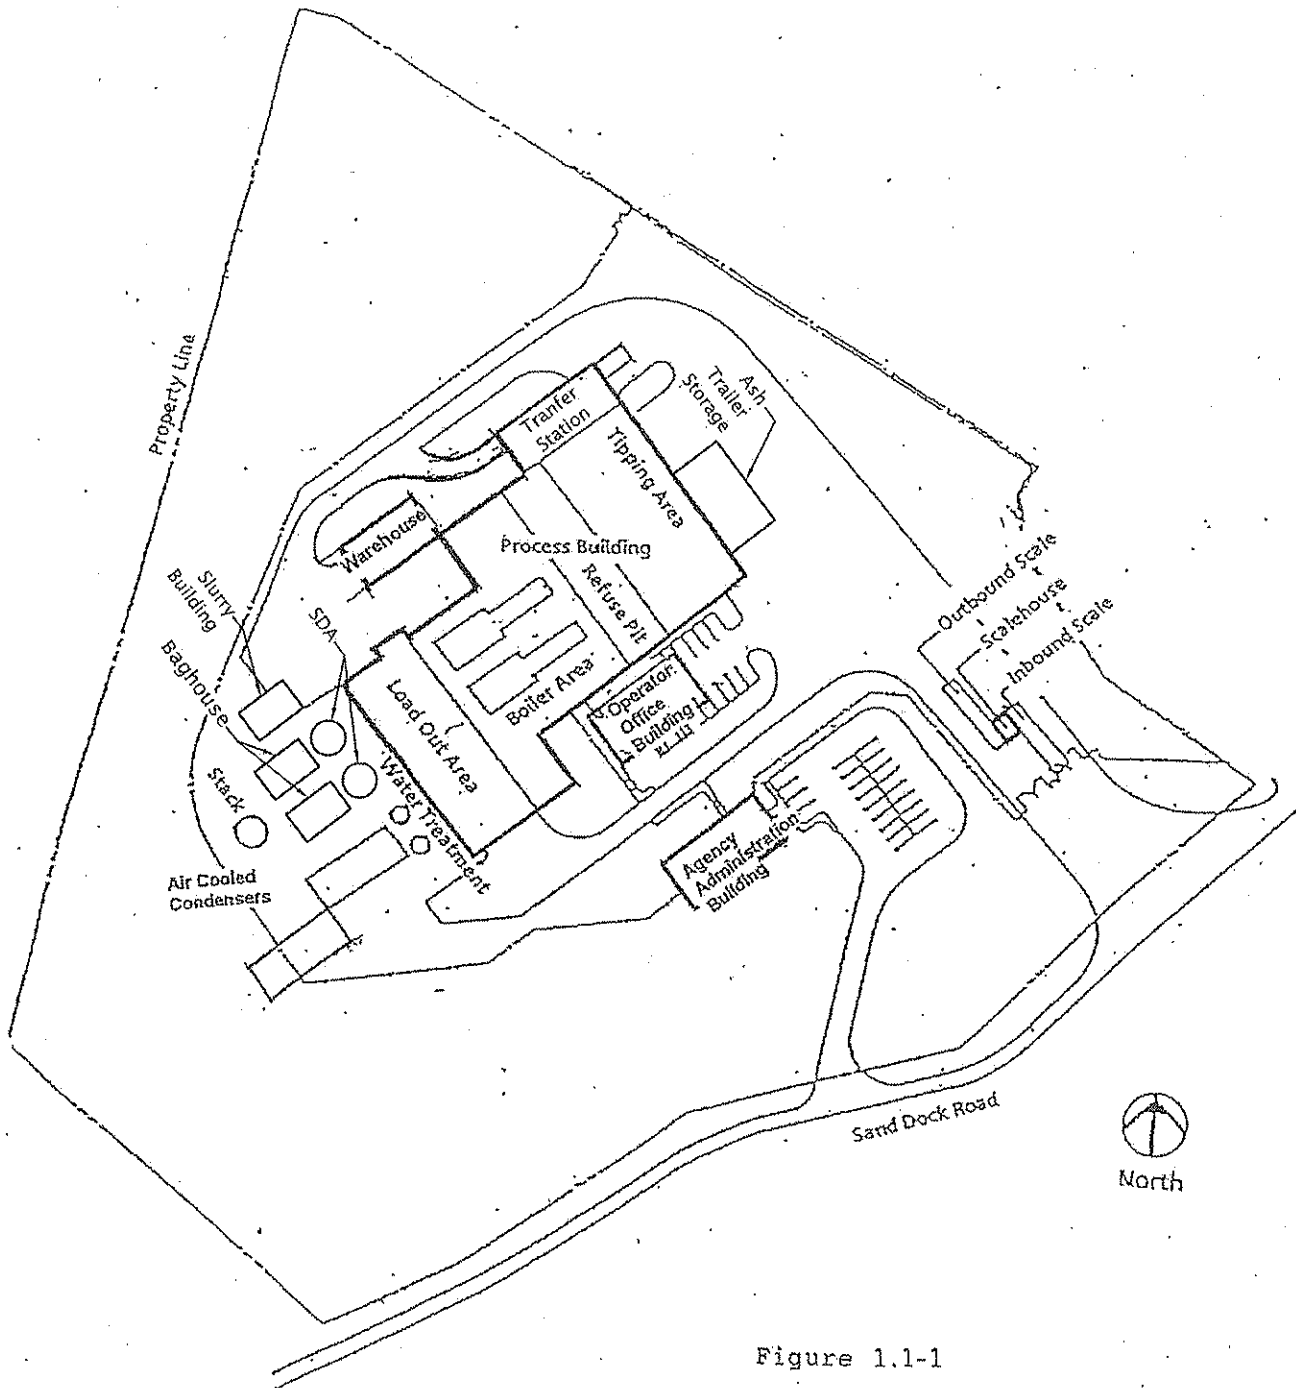 Property Line
Tranfer
Station
Ash
Trailer
Storage
Tipping Area
Warehouse
Process Building
Refuse Pit
Slurry
Building
SDA
Baghouse
Stack
Boiler Area
Load Out Area
Water Treatment
Operator
Office
Building
Outbound Scale
Scalehouse
Inbound Scale
Agency
Administration
Building
Air Cooled
Condensers
Sand Dock Road
North
Figure 1.1-1